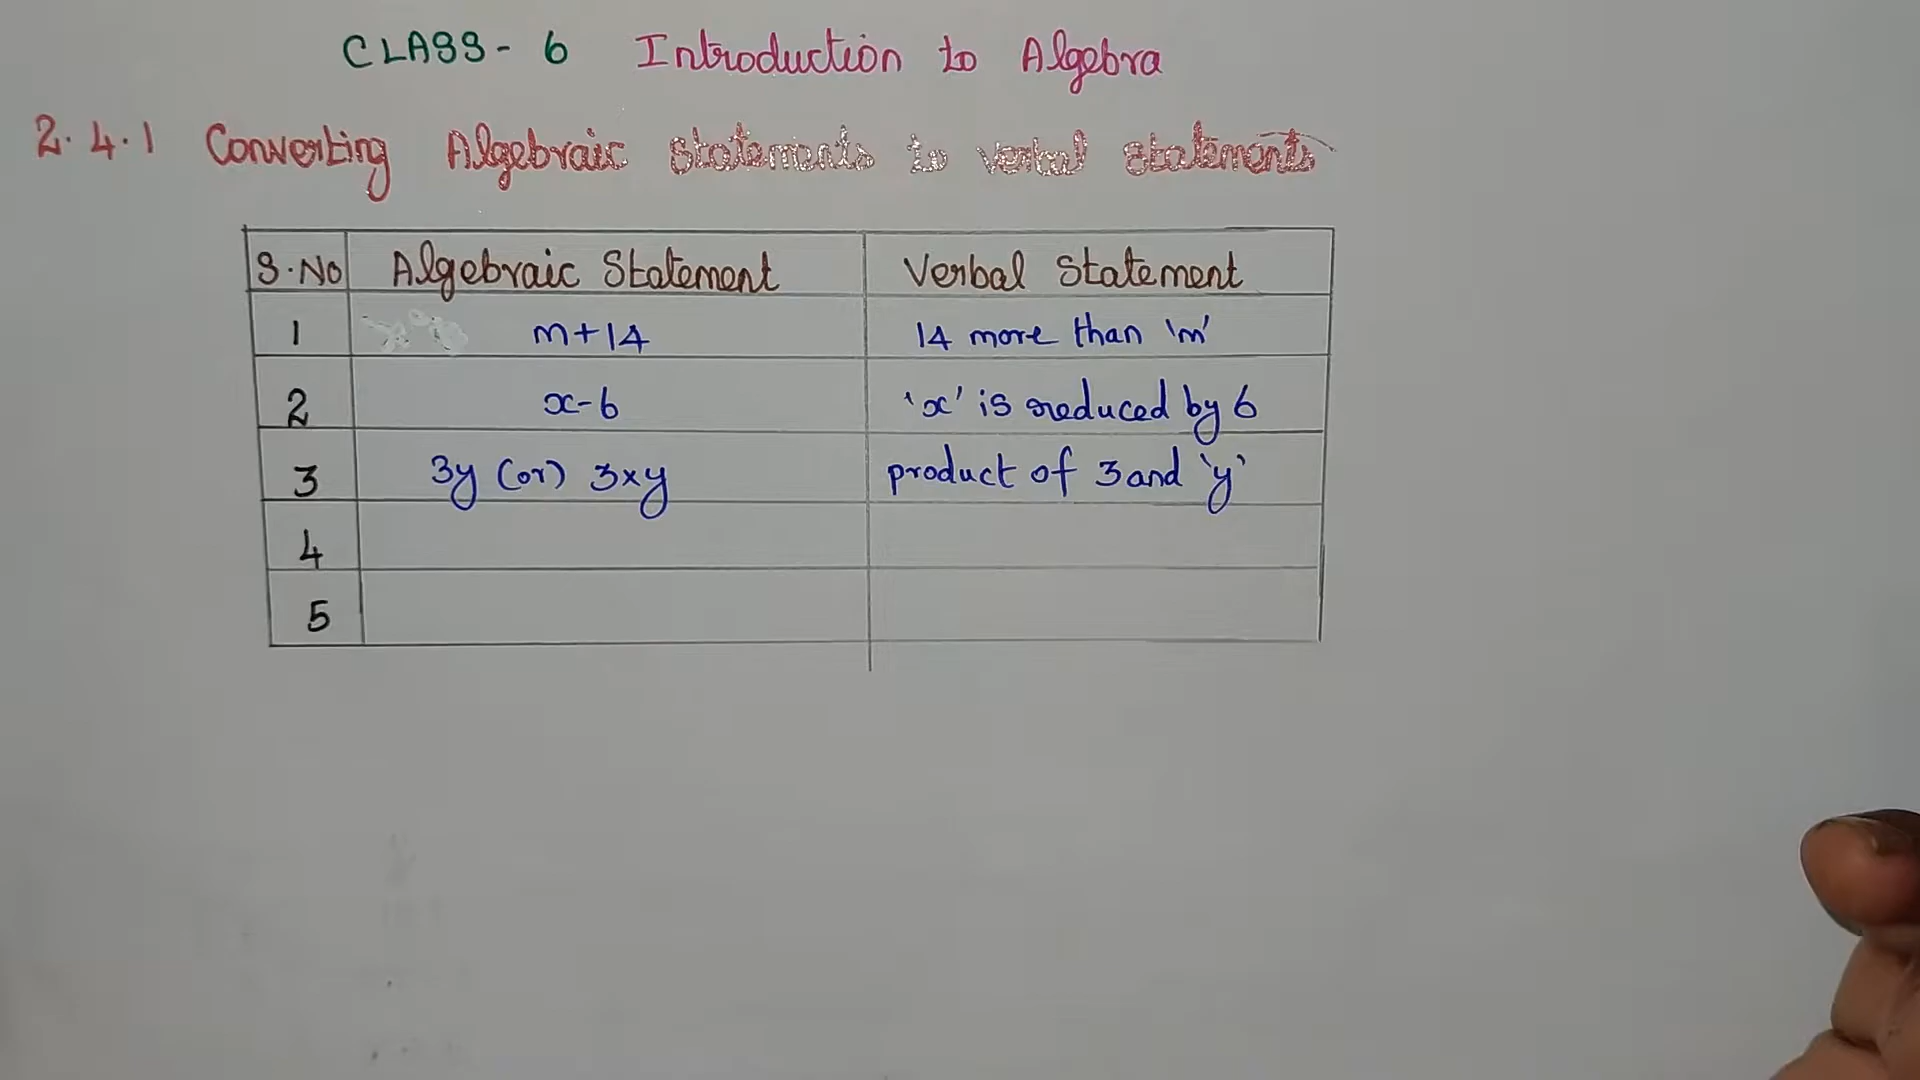 CLASS - 6 Introduction to Algebra
2.4.1 Converting Algebraic Statements to verbal statements
S.No Algebraic Statement Verbal Statement
1 m+14 14 more than 'm'
2 x-6 'x' is reduced by 6
3 3y (or) 3×y product of 3 and 'y'
4
5